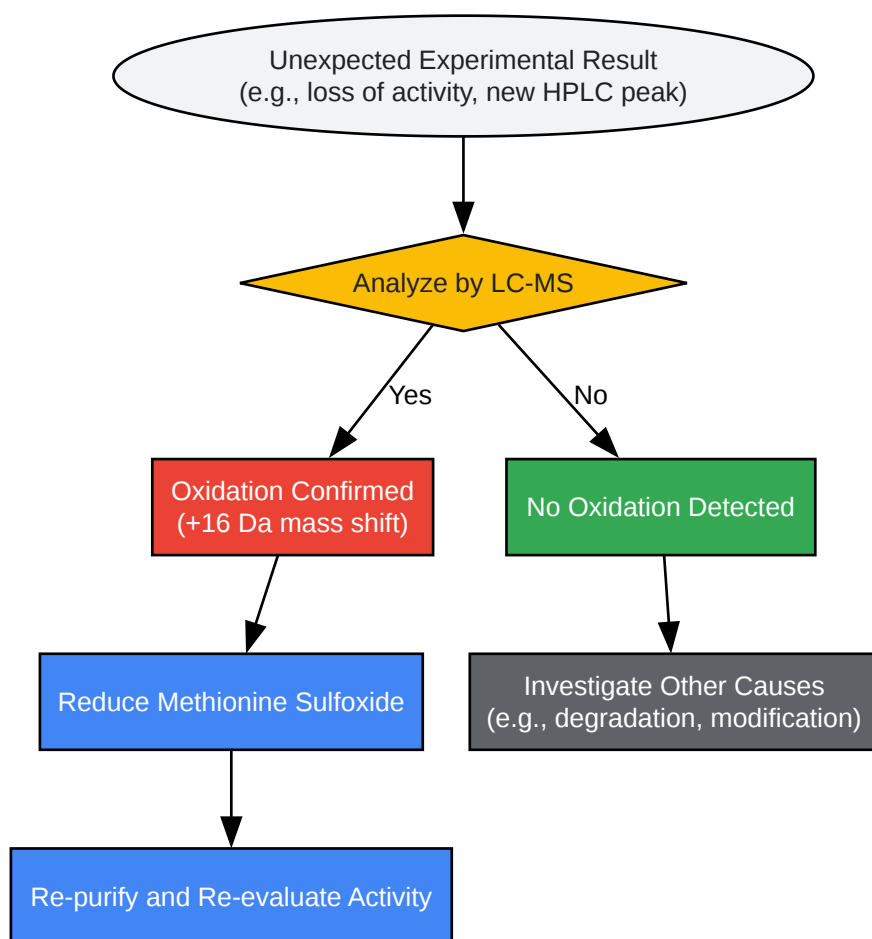 Unexpected Experimental Result
(e.g., loss of activity, new HPLC peak)
Analyze by LC-MS
Yes
No
Oxidation Confirmed
(+16 Da mass shift)
No Oxidation Detected
Reduce Methionine Sulfoxide
Investigate Other Causes
(e.g., degradation, modification)
Re-purify and Re-evaluate Activity